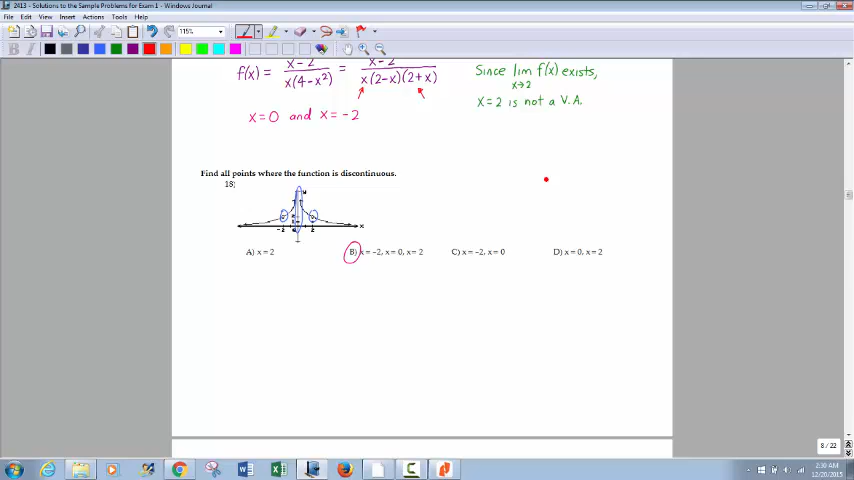 2413 - Solutions to the Sample Problems for Exam 1 - Windows Journal
File Edit View Insert Actions Tools Help
115%
B I
f(x) = x-2 / x(4-x²) = x-2 / x(2-x)(2+x)
Since lim x→2 f(x) exists,
x=2 is not a V.A.
x=0 and x=-2
Find all points where the function is discontinuous.
18)
x
-2 2
A) x = 2 B) x = -2, x = 0, x = 2 C) x = -2, x = 0 D) x = 0, x = 2
8 / 22
2:30 AM
12/20/2015